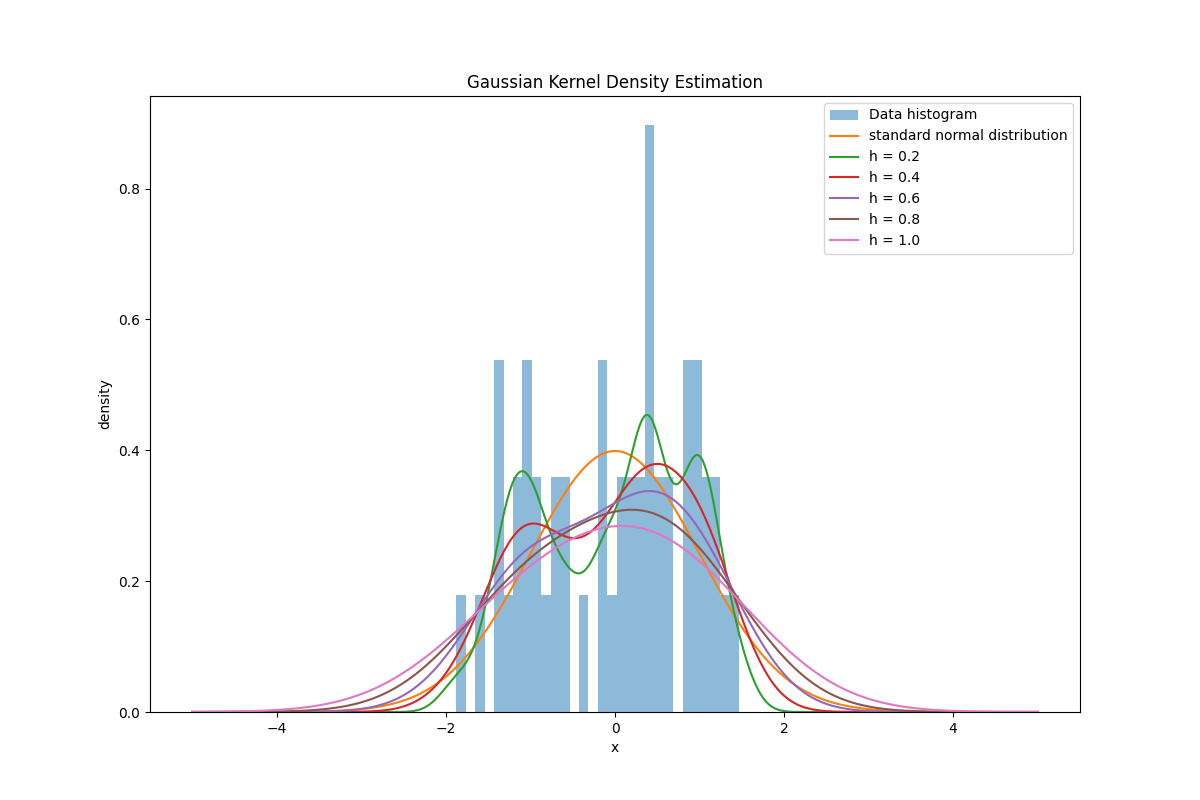 Gaussian Kernel Density Estimation
Data histogram
standard normal distribution
h = 0.2
h = 0.4
h = 0.6
h = 0.8
h = 1.0
density
0.8
0.6
0.4
0.2
0.0
−4
−2
0
2
4
x